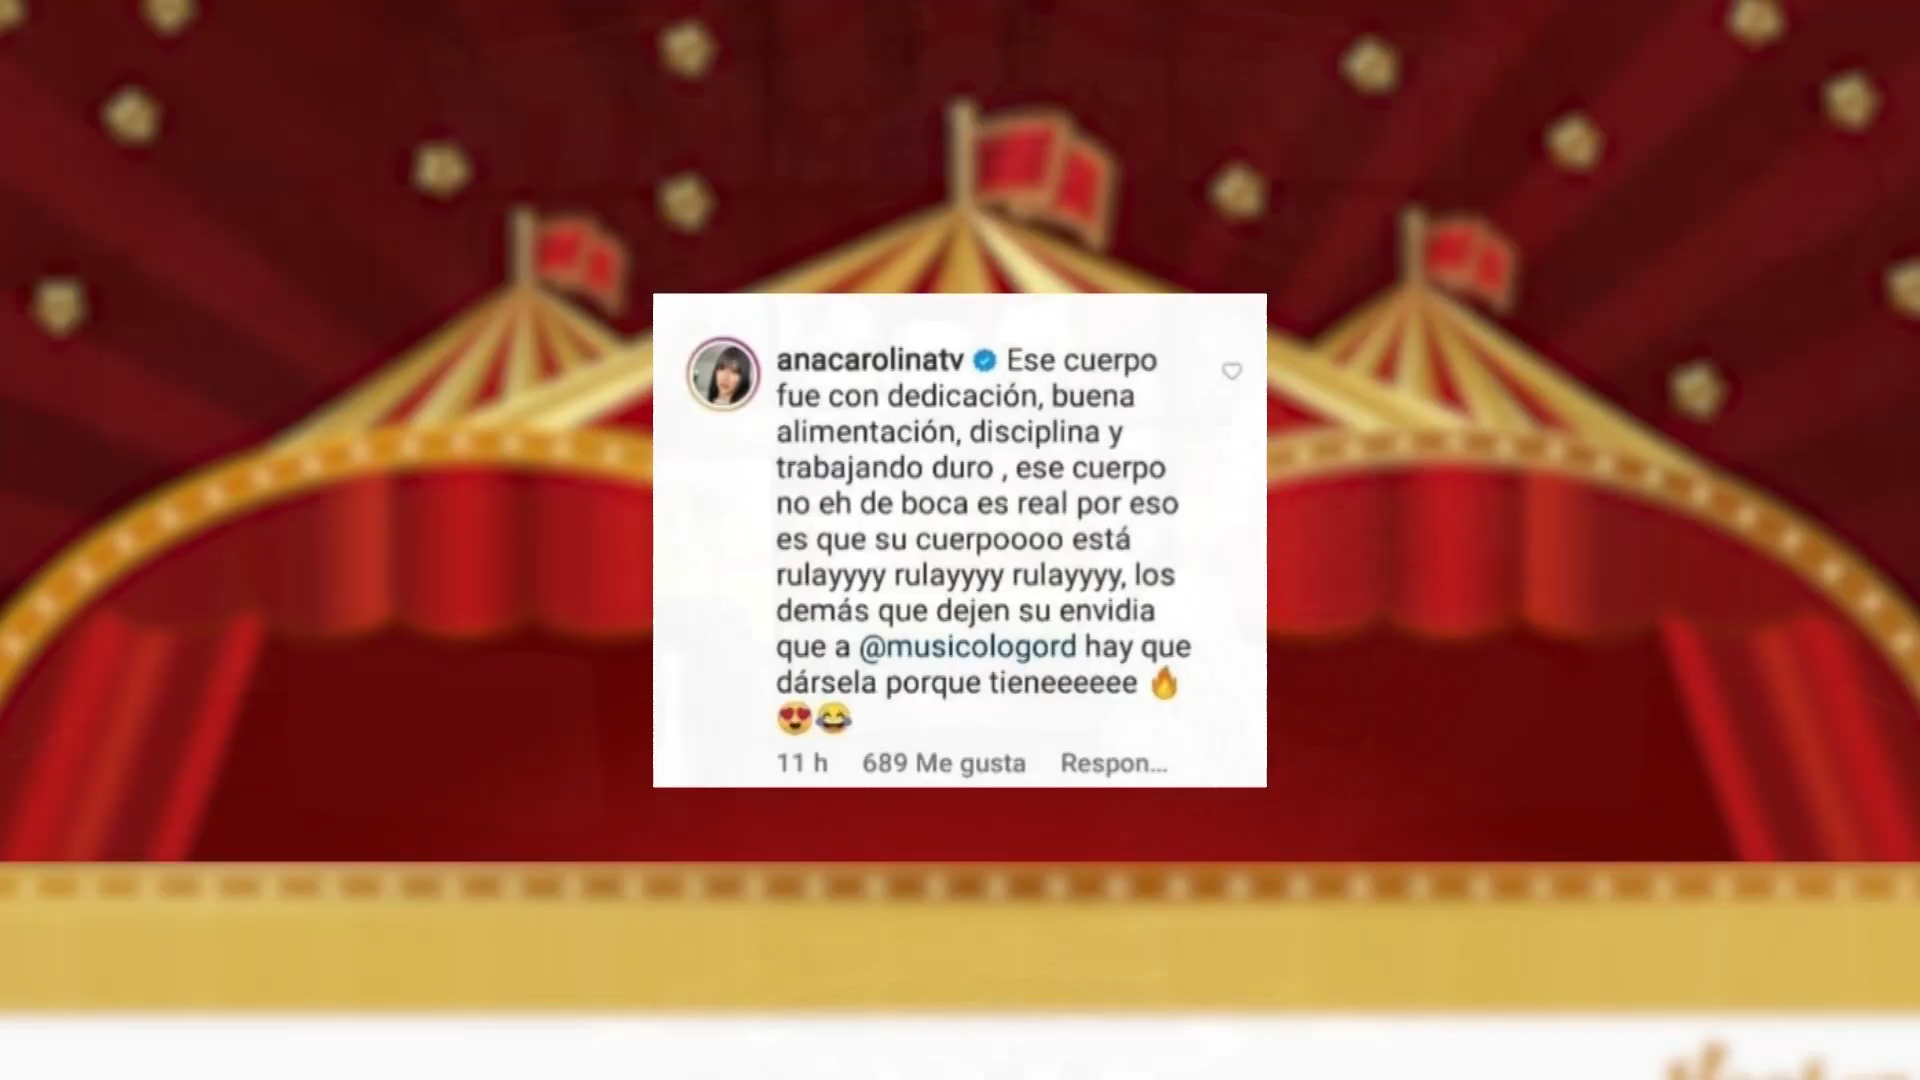 anacarolinatv Ese cuerpo
fue con dedicación, buena
alimentación, disciplina y
trabajando duro , ese cuerpo
no eh de boca es real por eso
es que su cuerpoooo está
rulayyyy rulayyyy rulayyyy, los
demás que dejen su envidia
que a @musicologord hay que
dársela porque tieneeeeee 🔥
😍😂
11 h 689 Me gusta Respon...